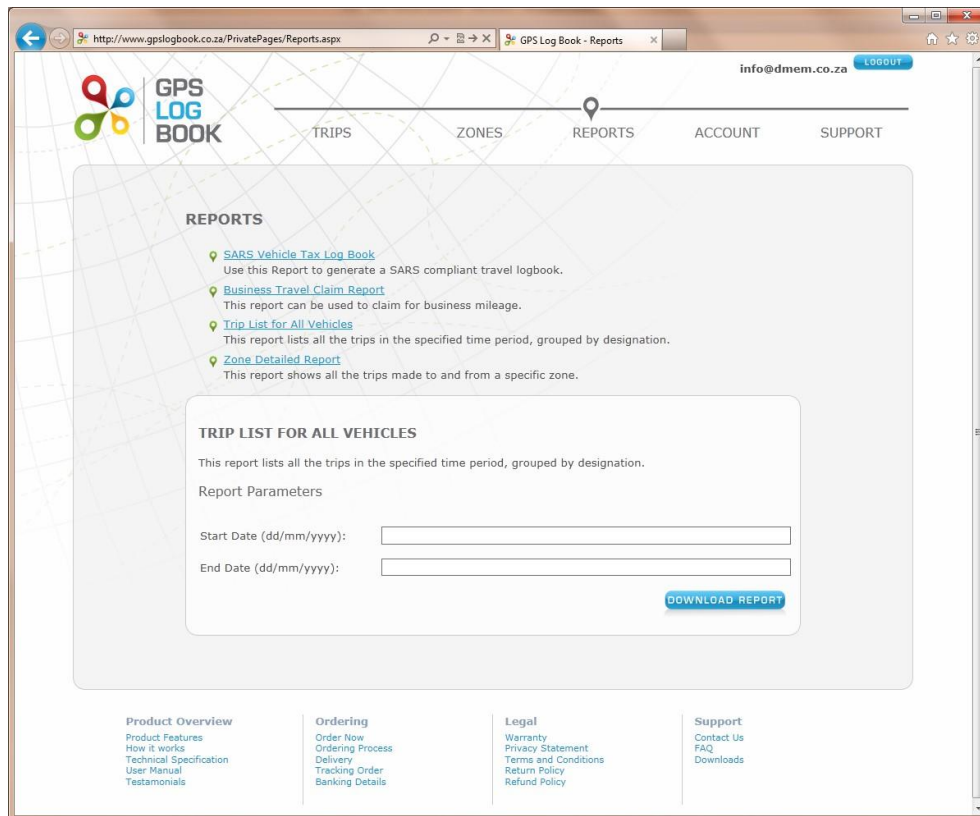 http://www.gpslogbook.co.za/PrivatePages/Reports.aspx
GPS Log Book - Reports
info@dmem.co.za
LOGOUT
GPS
LOG
BOOK
TRIPS
ZONES
REPORTS
ACCOUNT
SUPPORT
REPORTS
SARS Vehicle Tax Log Book
Use this Report to generate a SARS compliant travel logbook.
Business Travel Claim Report
This report can be used to claim for business mileage.
Trip List for All Vehicles
This report lists all the trips in the specified time period, grouped by designation.
Zone Detailed Report
This report shows all the trips made to and from a specific zone.
TRIP LIST FOR ALL VEHICLES
This report lists all the trips in the specified time period, grouped by designation.
Report Parameters
Start Date (dd/mm/yyyy):
End Date (dd/mm/yyyy):
DOWNLOAD REPORT
Product Overview
Product Features
How it works
Technical Specification
User Manual
Testamonials
Ordering
Order Now
Ordering Process
Delivery
Tracking Order
Banking Details
Legal
Warranty
Privacy Statement
Terms and Conditions
Return Policy
Refund Policy
Support
Contact Us
FAQ
Downloads